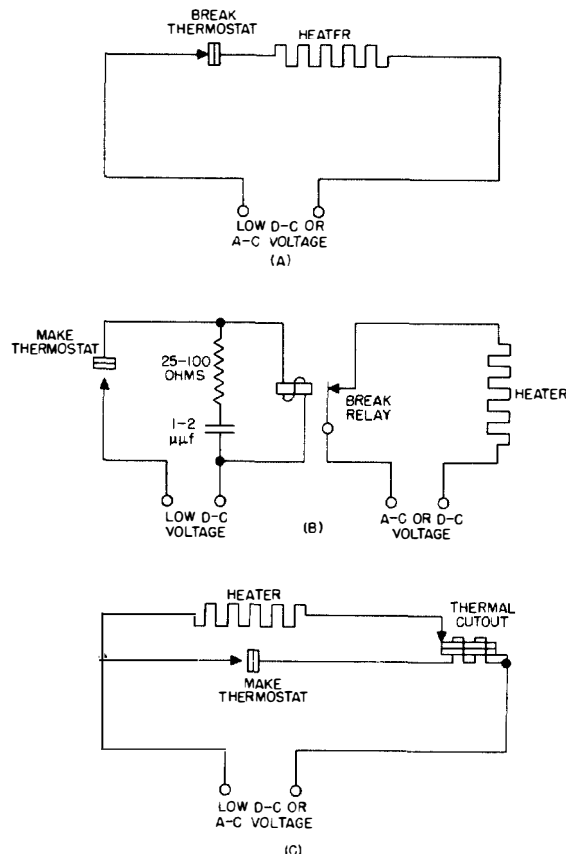 BREAK
THERMOSTAT
HEATER
LOW D-C OR
A-C VOLTAGE
(A)
MAKE
THERMOSTAT
25-100
OHMS
1-2
μμf
BREAK
RELAY
HEATER
LOW D-C
VOLTAGE
(B)
A-C OR D-C
VOLTAGE
HEATER
THERMAL
CUTOUT
MAKE
THERMOSTAT
LOW D-C OR
A-C VOLTAGE
(C)